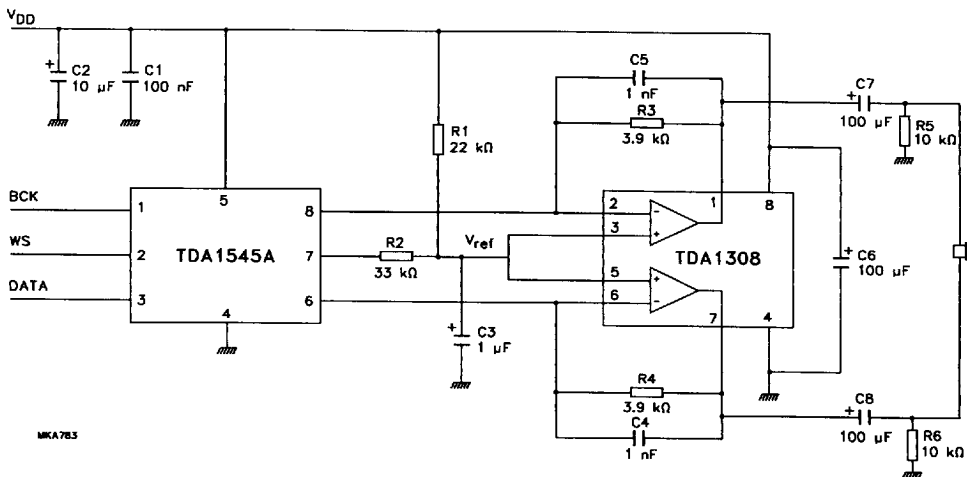 VDD
C2
10 µF
C1
100 nF
R1
22 kΩ
C5
1 nF
R3
3.9 kΩ
C7
100 µF
R5
10 kΩ
BCK
WS
DATA
1
2
3
5
TDA1545A
4
8
7
6
R2
33 kΩ
Vref
C3
1 µF
2
3
5
6
1
8
TDA1308
7
4
C6
100 µF
R4
3.9 kΩ
C4
1 nF
C8
100 µF
R6
10 kΩ
MKA783